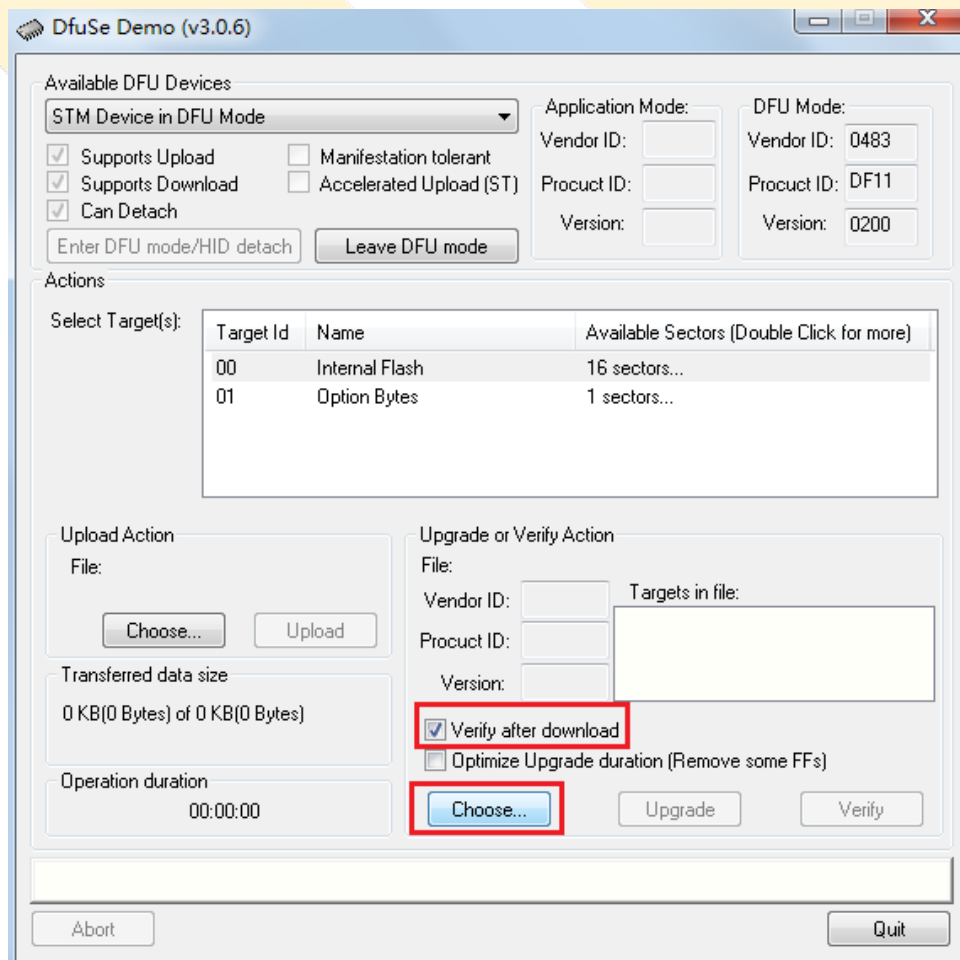 DfuSe Demo (v3.0.6)
Available DFU Devices
STM Device in DFU Mode
Supports Upload
Manifestation tolerant
Supports Download
Accelerated Upload (ST)
Can Detach
Enter DFU mode/HID detach
Leave DFU mode
Application Mode:
Vendor ID:
Procuct ID:
Version:
DFU Mode:
Vendor ID: 0483
Procuct ID: DF11
Version: 0200
Actions
Select Target(s):
Target Id Name Available Sectors (Double Click for more)
00 Internal Flash 16 sectors...
01 Option Bytes 1 sectors...
Upload Action
File:
Choose... Upload
Transferred data size
0 KB(0 Bytes) of 0 KB(0 Bytes)
Operation duration
00:00:00
Upgrade or Verify Action
File:
Vendor ID:
Procuct ID:
Version:
Targets in file:
Verify after download
Optimize Upgrade duration (Remove some FFs)
Choose... Upgrade Verify
Abort Quit